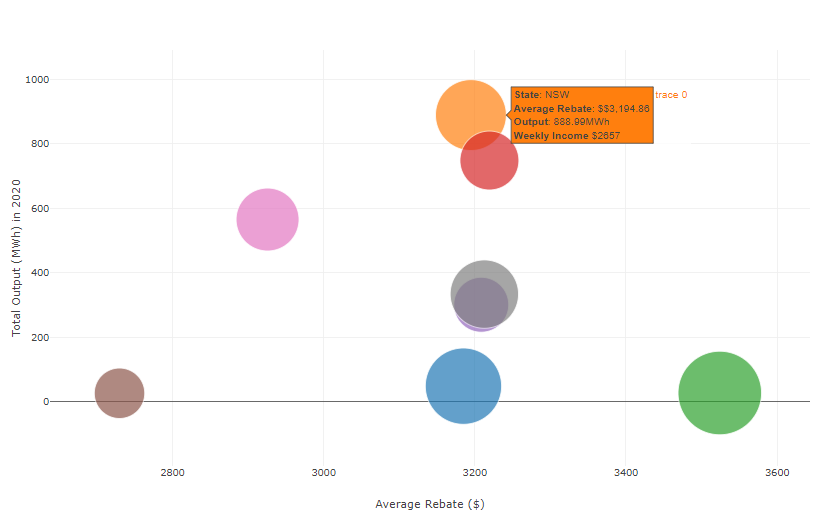 1000
800
600
400
200
0
Total Output (MWh) in 2020
State: NSW
Average Rebate: $$3,194.86
Output: 888.99MWh
Weekly Income $2657
trace 0
2800
3000
3200
3400
3600
Average Rebate ($)